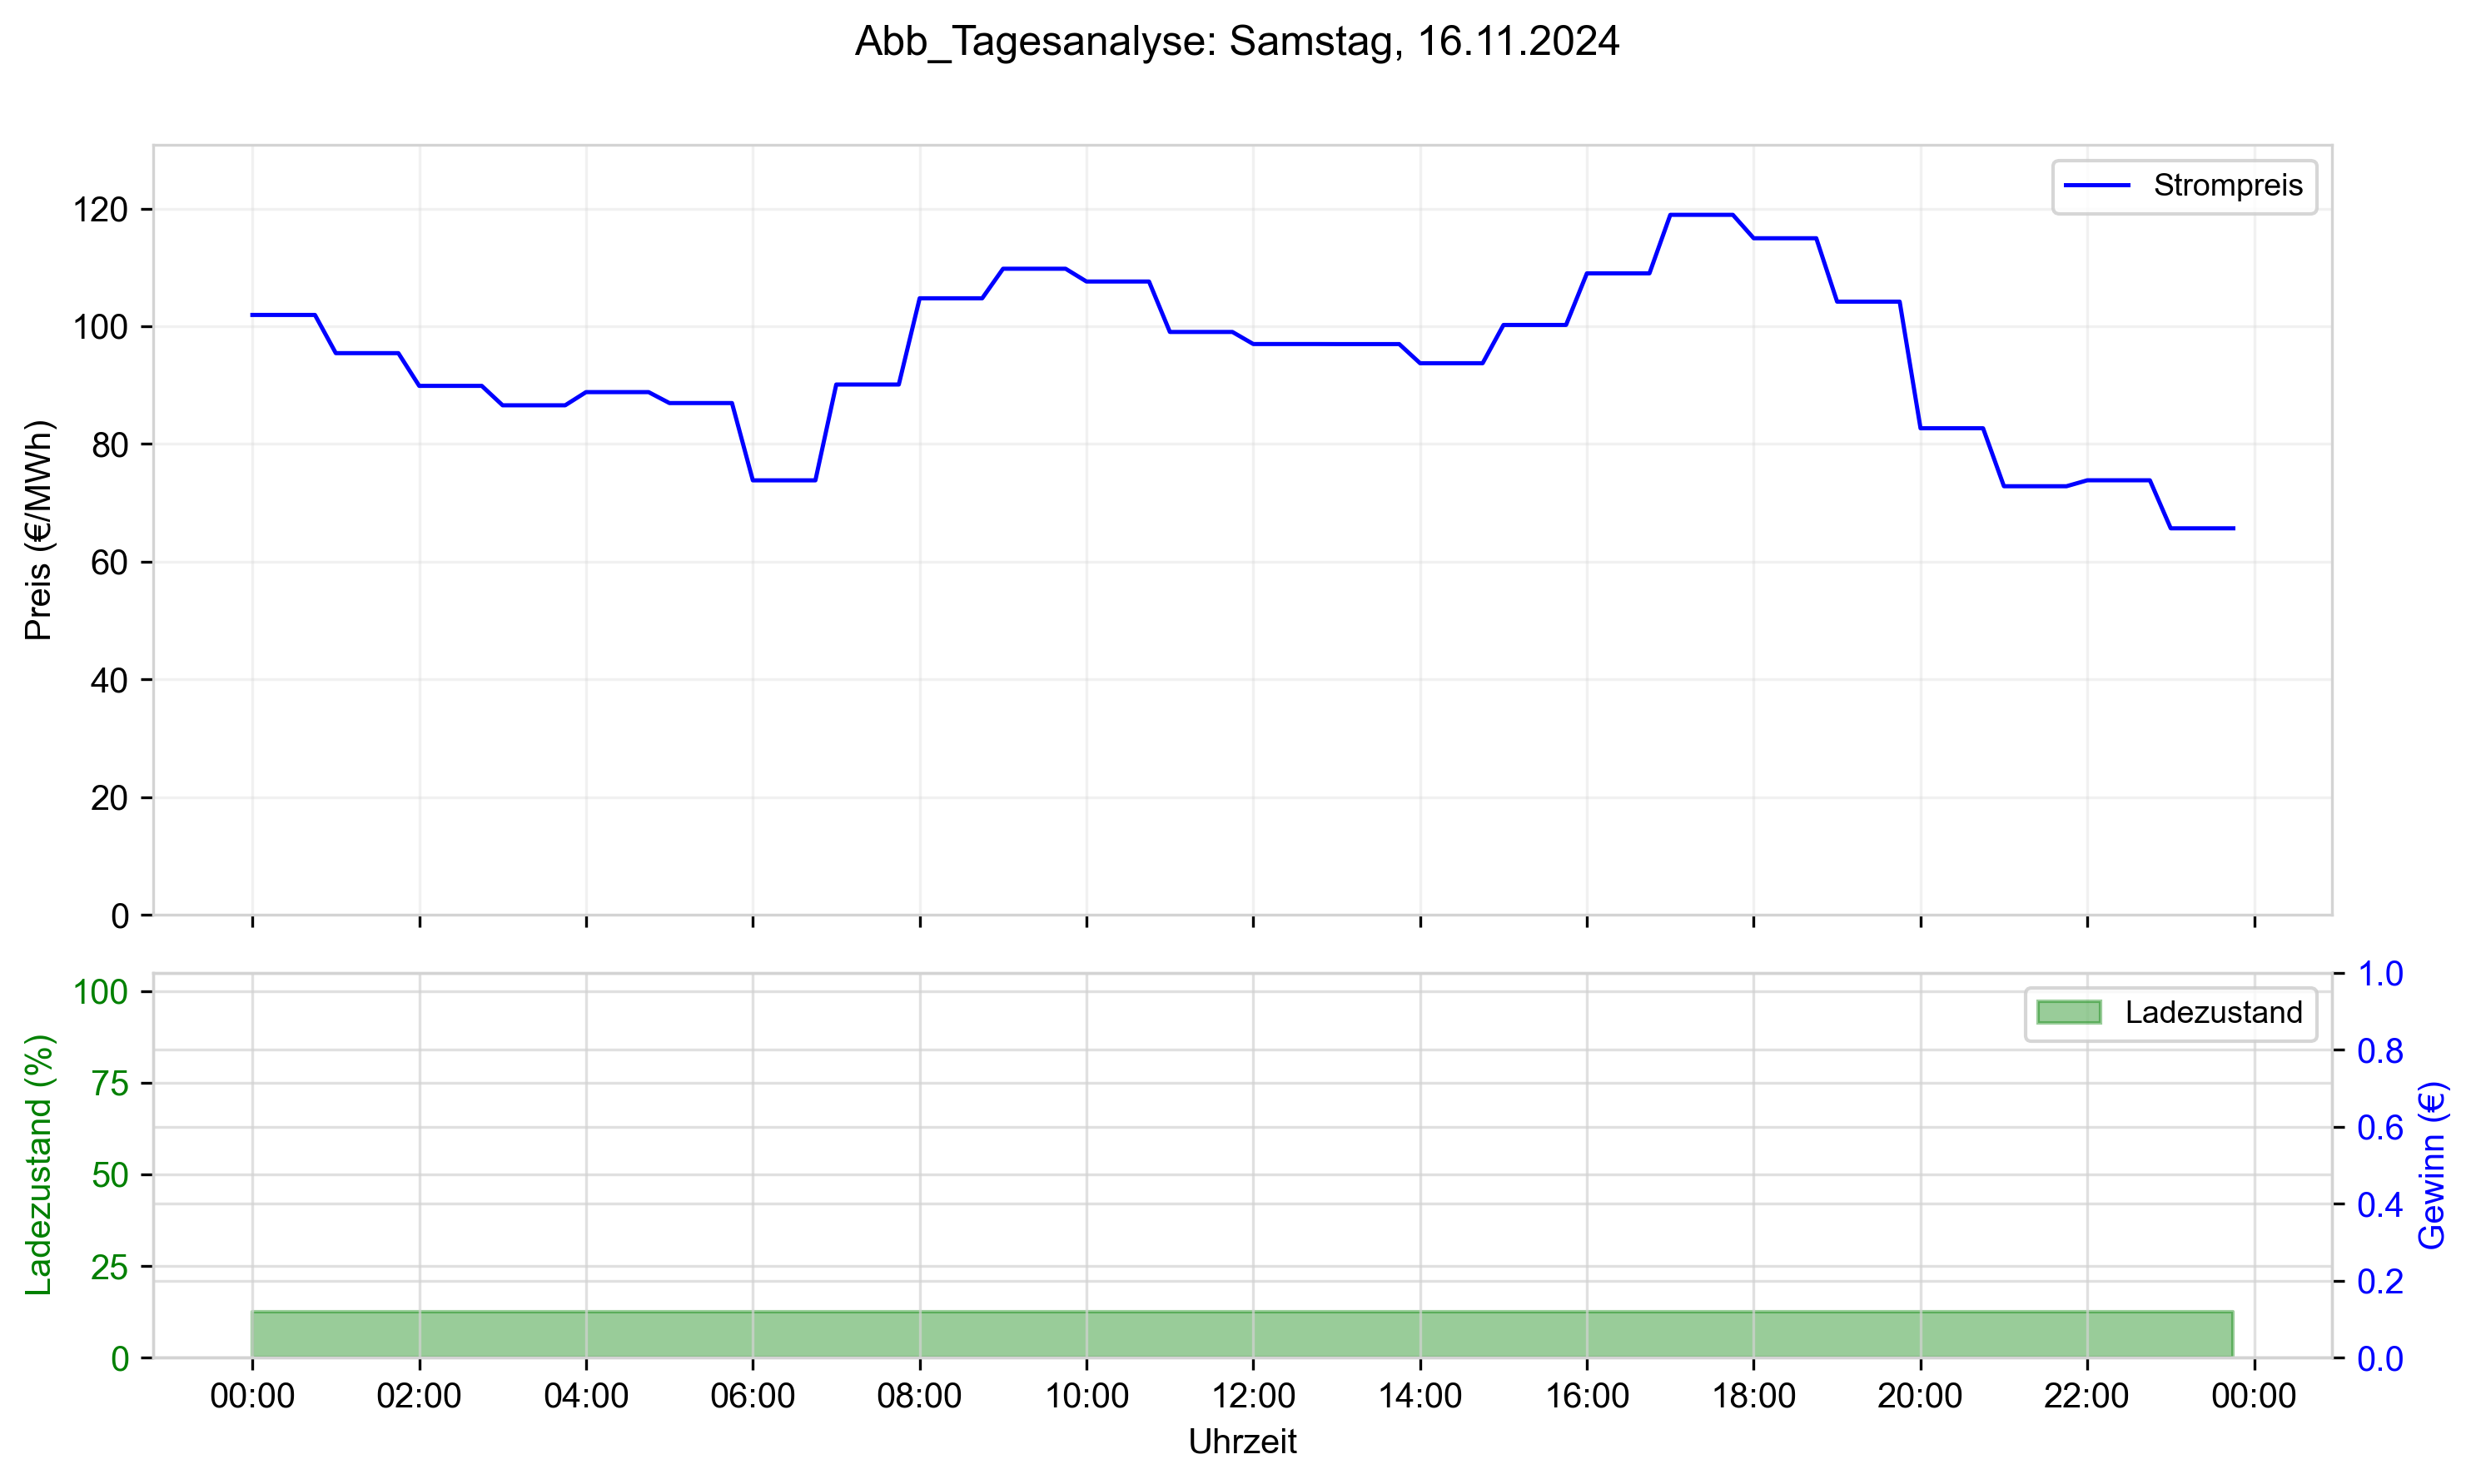 Abb_Tagesanalyse: Samstag, 16.11.2024
Strompreis
Preis (€/MWh)
120
100
80
60
40
20
0
Ladezustand
Ladezustand (%)
100
75
50
25
0
Gewinn (€)
1.0
0.8
0.6
0.4
0.2
0.0
00:00 02:00 04:00 06:00 08:00 10:00 12:00 14:00 16:00 18:00 20:00 22:00 00:00
Uhrzeit